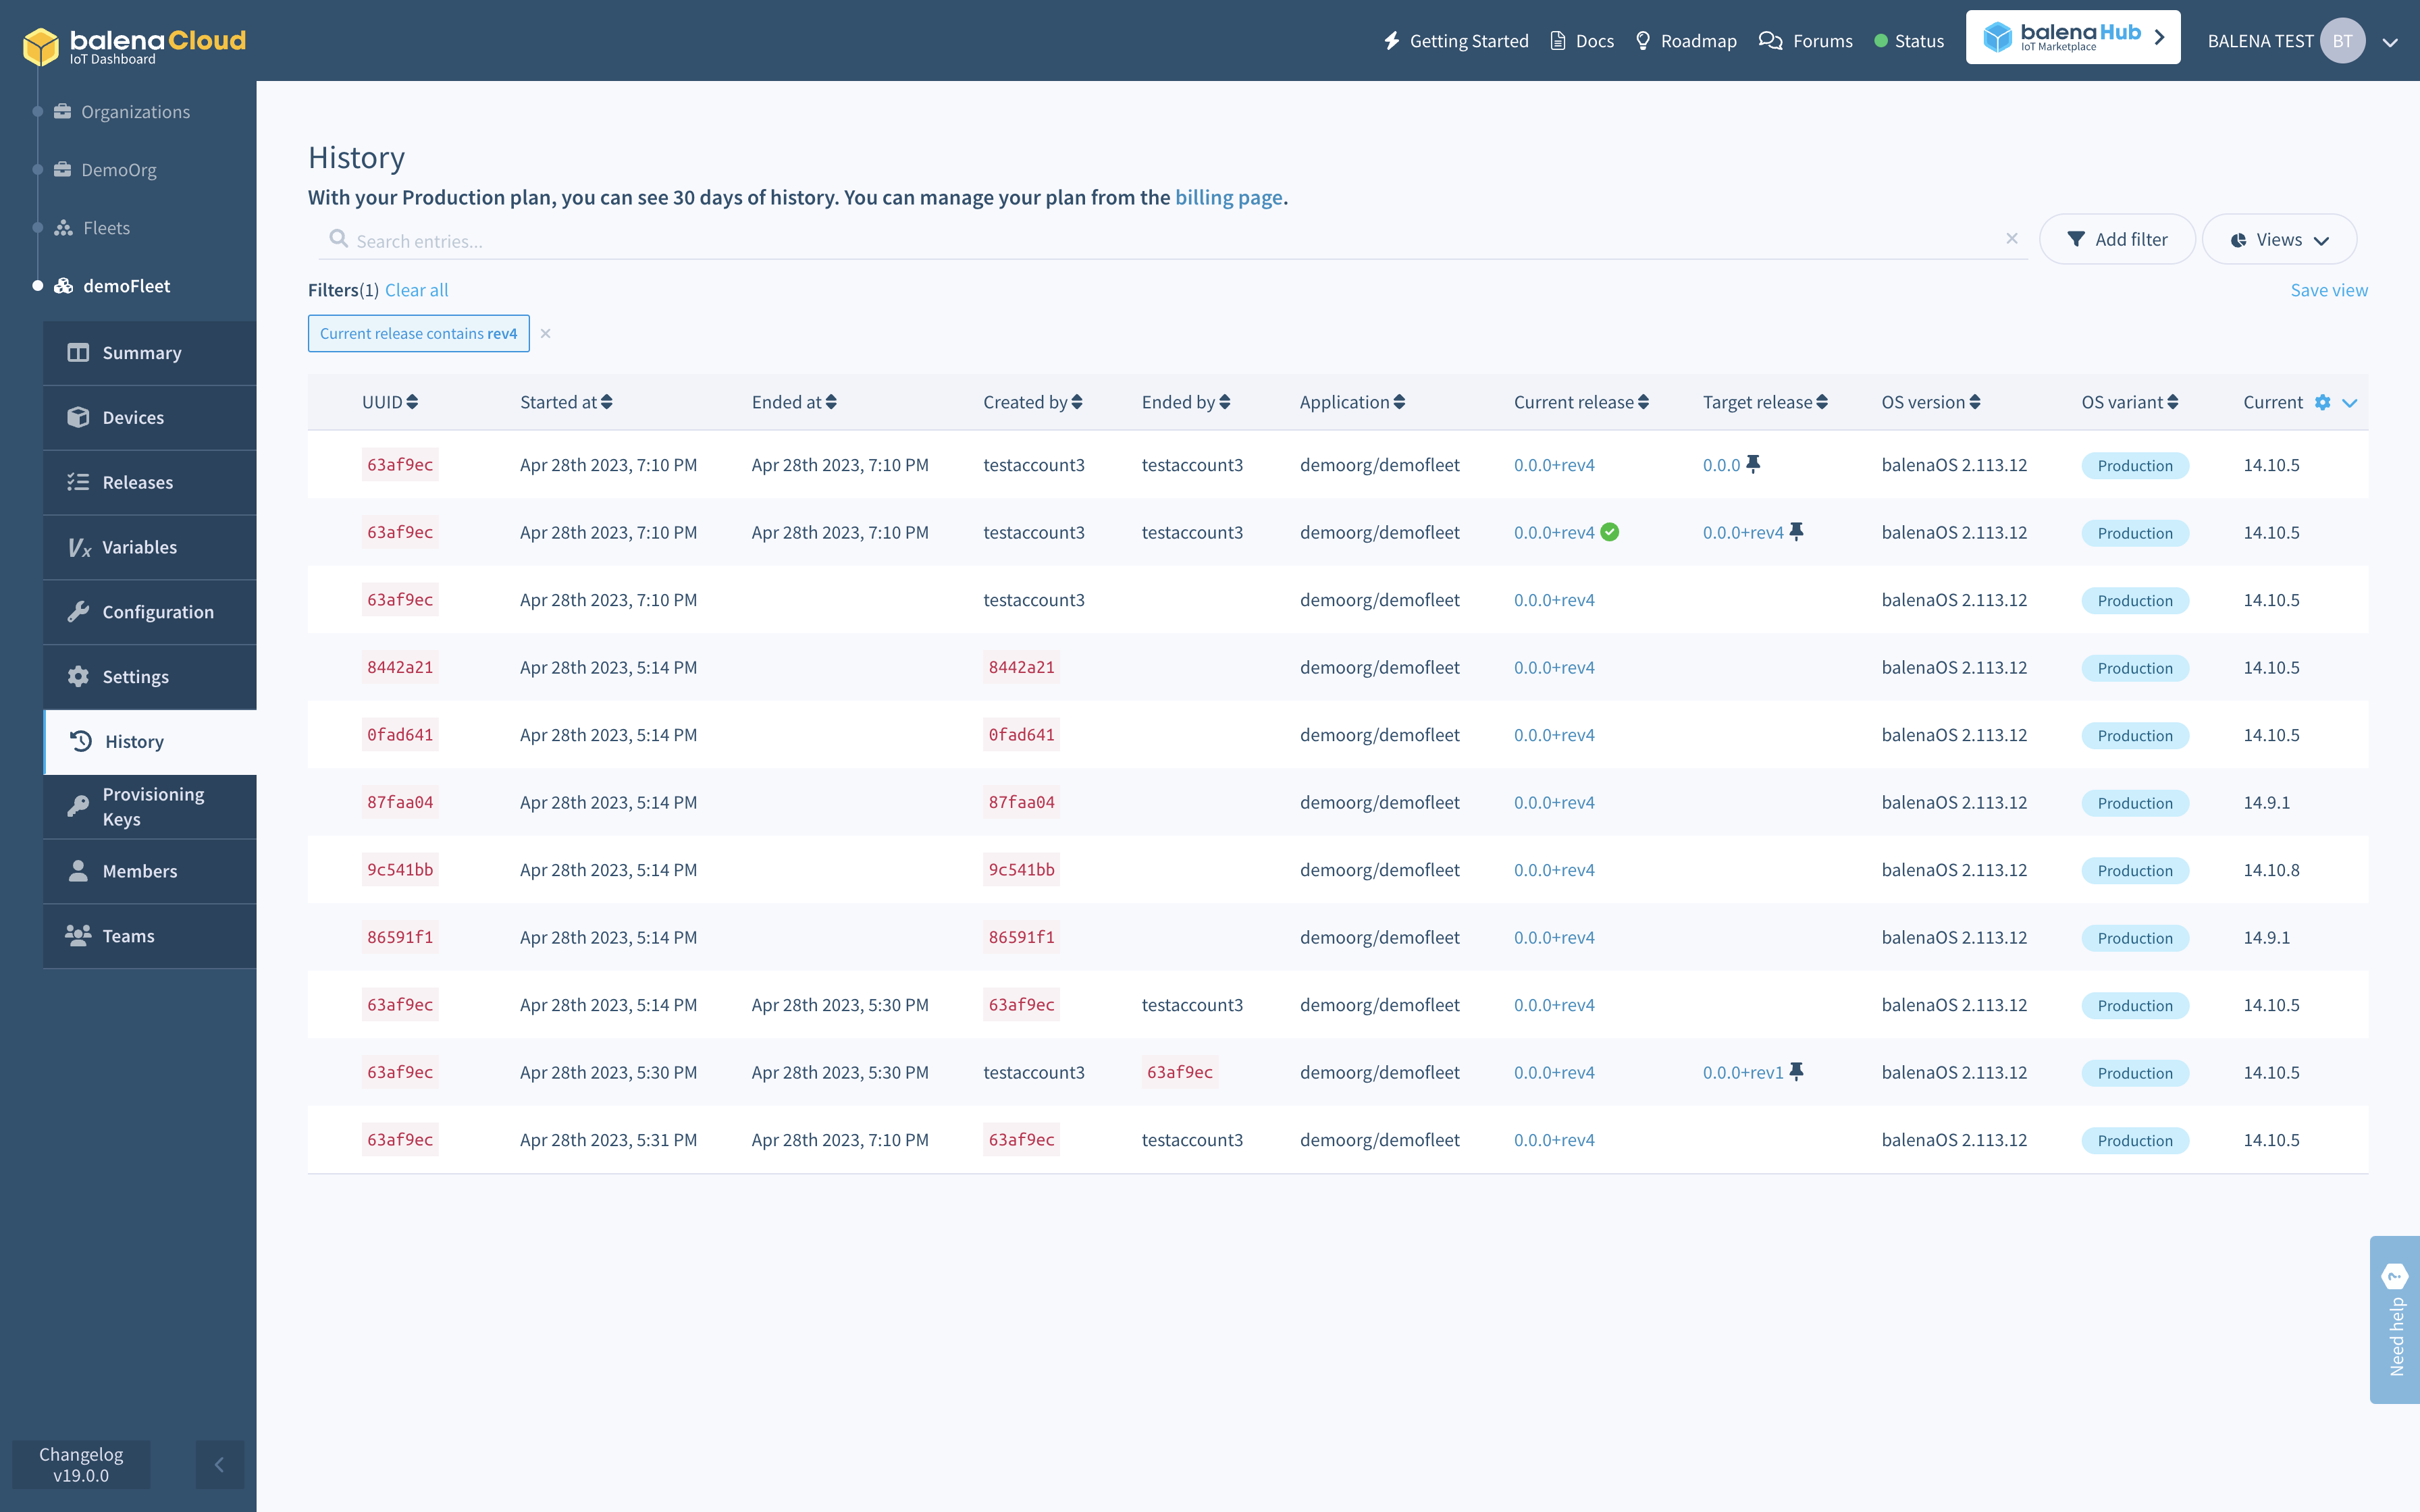 balenaCloud
IoT Dashboard
Getting Started Docs Roadmap Forums Status balenaHub IoT Marketplace BALENA TEST BT
Organizations
DemoOrg
Fleets
demoFleet
Summary
Devices
Releases
Variables
Configuration
Settings
History
Provisioning
Keys
Members
Teams
Changelog
v19.0.0
History
With your Production plan, you can see 30 days of history. You can manage your plan from the billing page.
Search entries... Add filter Views
Filters(1) Clear all Save view
Current release contains rev4
UUID Started at Ended at Created by Ended by Application Current release Target release OS version OS variant Current
63af9ec Apr 28th 2023, 7:10 PM Apr 28th 2023, 7:10 PM testaccount3 testaccount3 demoorg/demofleet 0.0.0+rev4 0.0.0 balenaOS 2.113.12 Production 14.10.5
63af9ec Apr 28th 2023, 7:10 PM Apr 28th 2023, 7:10 PM testaccount3 testaccount3 demoorg/demofleet 0.0.0+rev4 0.0.0+rev4 balenaOS 2.113.12 Production 14.10.5
63af9ec Apr 28th 2023, 7:10 PM testaccount3 demoorg/demofleet 0.0.0+rev4 balenaOS 2.113.12 Production 14.10.5
8442a21 Apr 28th 2023, 5:14 PM 8442a21 demoorg/demofleet 0.0.0+rev4 balenaOS 2.113.12 Production 14.10.5
0fad641 Apr 28th 2023, 5:14 PM 0fad641 demoorg/demofleet 0.0.0+rev4 balenaOS 2.113.12 Production 14.10.5
87faa04 Apr 28th 2023, 5:14 PM 87faa04 demoorg/demofleet 0.0.0+rev4 balenaOS 2.113.12 Production 14.9.1
9c541bb Apr 28th 2023, 5:14 PM 9c541bb demoorg/demofleet 0.0.0+rev4 balenaOS 2.113.12 Production 14.10.8
86591f1 Apr 28th 2023, 5:14 PM 86591f1 demoorg/demofleet 0.0.0+rev4 balenaOS 2.113.12 Production 14.9.1
63af9ec Apr 28th 2023, 5:14 PM Apr 28th 2023, 5:30 PM 63af9ec testaccount3 demoorg/demofleet 0.0.0+rev4 balenaOS 2.113.12 Production 14.10.5
63af9ec Apr 28th 2023, 5:30 PM Apr 28th 2023, 5:30 PM testaccount3 63af9ec demoorg/demofleet 0.0.0+rev4 0.0.0+rev1 balenaOS 2.113.12 Production 14.10.5
63af9ec Apr 28th 2023, 5:31 PM Apr 28th 2023, 7:10 PM 63af9ec testaccount3 demoorg/demofleet 0.0.0+rev4 balenaOS 2.113.12 Production 14.10.5
Need help